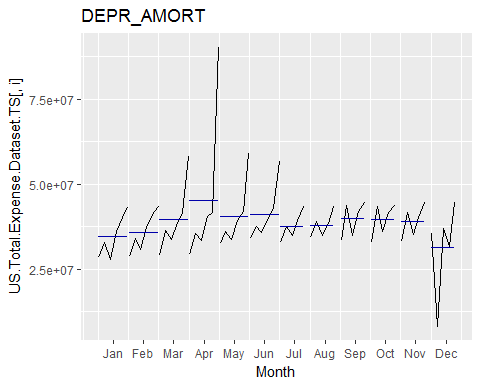 DEPR_AMORT
US.Total.Expense.Dataset.TS[, i]
7.5e+07
5.0e+07
2.5e+07
Jan Feb Mar Apr May Jun Jul Aug Sep Oct Nov Dec
Month